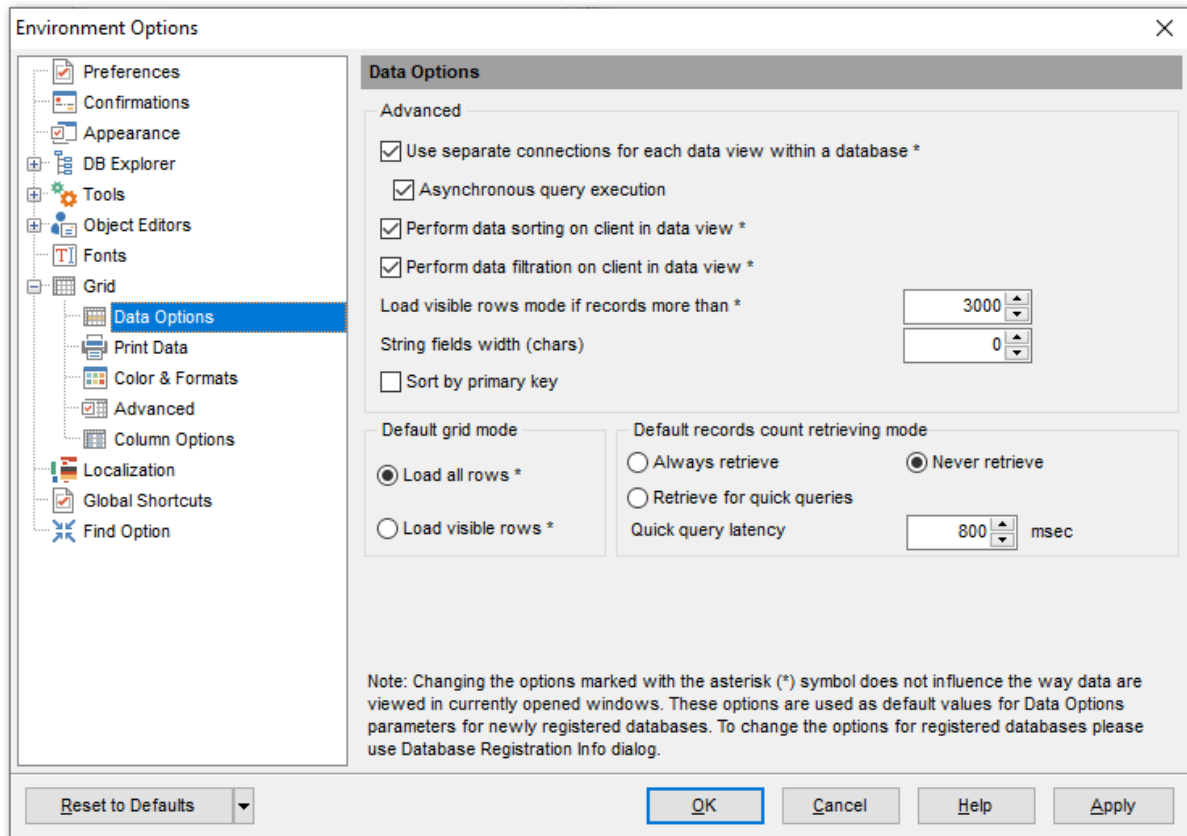 Environment Options
Preferences
Confirmations
Appearance
DB Explorer
Tools
Object Editors
Fonts
Grid
Data Options
Print Data
Color & Formats
Advanced
Column Options
Localization
Global Shortcuts
Find Option
Data Options
Advanced
Use separate connections for each data view within a database *
Asynchronous query execution
Perform data sorting on client in data view *
Perform data filtration on client in data view *
Load visible rows mode if records more than * 3000
String fields width (chars) 0
Sort by primary key
Default grid mode
Load all rows *
Load visible rows *
Default records count retrieving mode
Always retrieve Never retrieve
Retrieve for quick queries
Quick query latency 800 msec
Note: Changing the options marked with the asterisk (*) symbol does not influence the way data are
viewed in currently opened windows. These options are used as default values for Data Options
parameters for newly registered databases. To change the options for registered databases please
use Database Registration Info dialog.
Reset to Defaults OK Cancel Help Apply